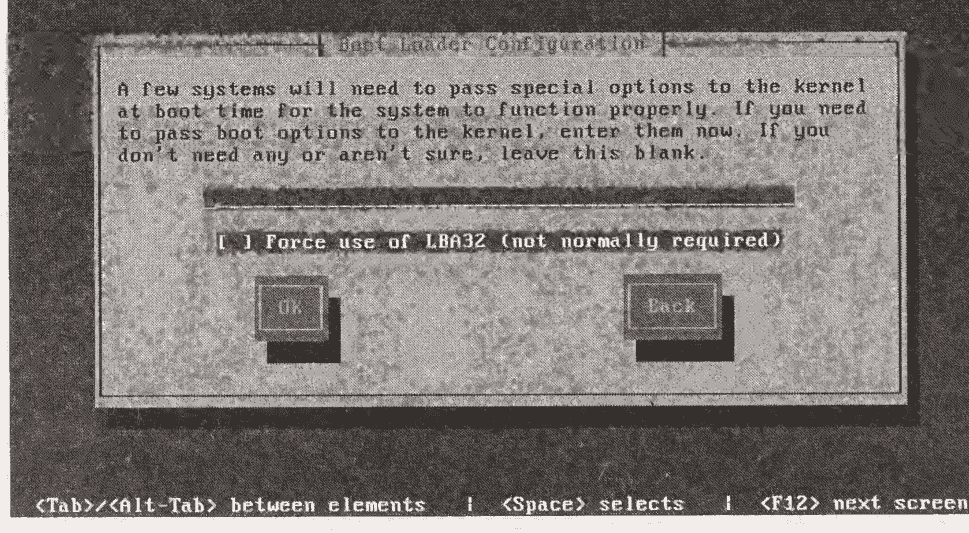 Boot Loader Configuration
A few systems will need to pass special options to the kernel
at boot time for the system to function properly. If you need
to pass boot options to the kernel, enter them now. If you
don't need any or aren't sure, leave this blank.
[ ] Force use of LBA32 (not normally required)
OK Back
<Tab>/<Alt-Tab> between elements | <Space> selects | <F12> next screen